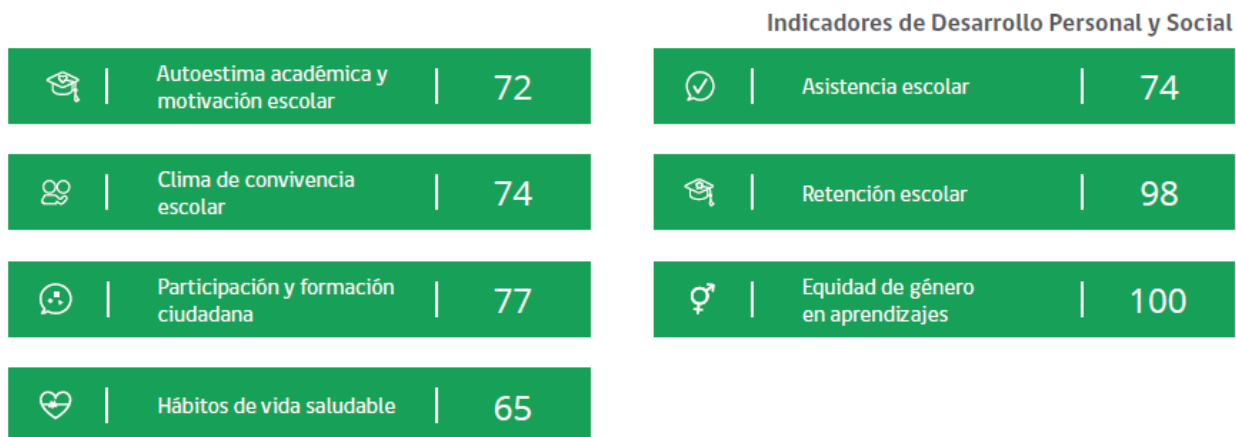 Indicadores de Desarrollo Personal y Social
Autoestima académica y
motivación escolar
72
Clima de convivencia
escolar
74
Participación y formación
ciudadana
77
Hábitos de vida saludable
65
Asistencia escolar
74
Retención escolar
98
Equidad de género
en aprendizajes
100